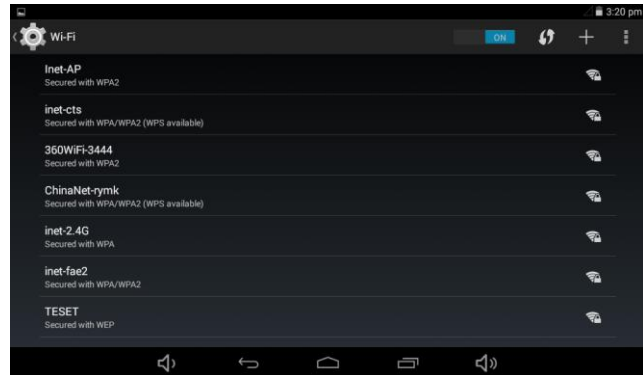 3:20 pm
Wi-Fi
ON
Inet-AP
Secured with WPA2
inet-cts
Secured with WPA/WPA2 (WPS available)
360WiFi-3444
Secured with WPA2
ChinaNet-rymk
Secured with WPA/WPA2 (WPS available)
inet-2.4G
Secured with WPA
inet-fae2
Secured with WPA/WPA2
TESET
Secured with WEP